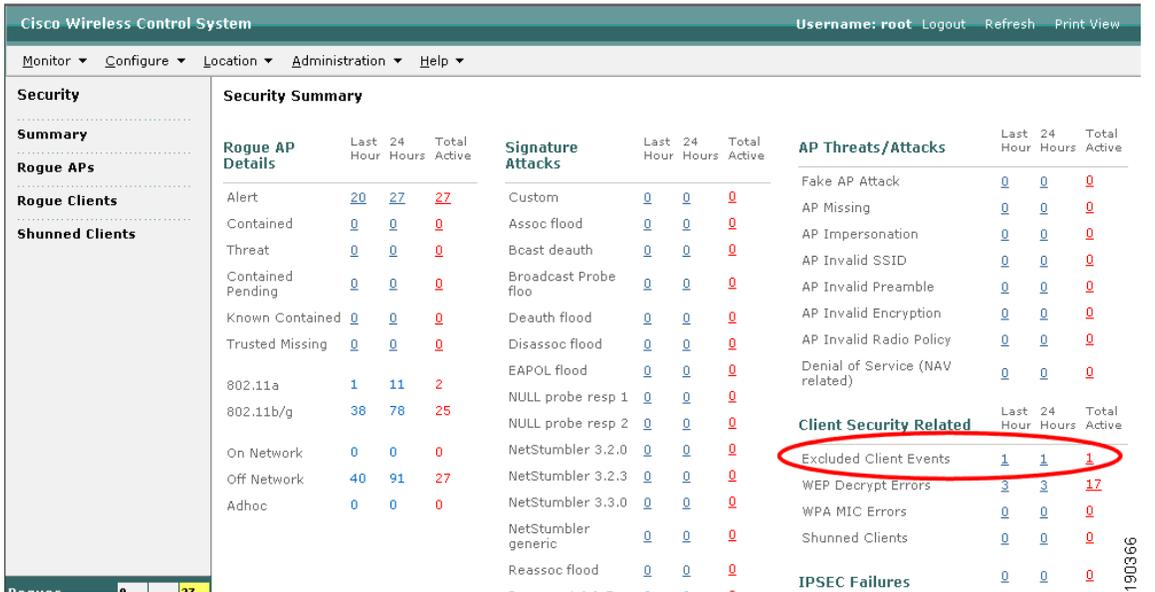 Cisco Wireless Control System
Username: root Logout Refresh Print View
Monitor Configure Location Administration Help
Security
Summary
Rogue APs
Rogue Clients
Shunned Clients
Security Summary
Rogue AP Details Last Hour 24 Hours Total Active
Alert 20 27 27
Contained 0 0 0
Threat 0 0 0
Contained Pending 0 0 0
Known Contained 0 0 0
Trusted Missing 0 0 0
802.11a 1 11 2
802.11b/g 38 78 25
On Network 0 0 0
Off Network 40 91 27
Adhoc 0 0 0
Signature Attacks Last Hour 24 Hours Total Active
Custom 0 0 0
Assoc flood 0 0 0
Bcast deauth 0 0 0
Broadcast Probe floo 0 0 0
Deauth flood 0 0 0
Disassoc flood 0 0 0
EAPOL flood 0 0 0
NULL probe resp 1 0 0 0
NULL probe resp 2 0 0 0
NetStumbler 3.2.0 0 0 0
NetStumbler 3.2.3 0 0 0
NetStumbler 3.3.0 0 0 0
NetStumbler generic 0 0 0
Reassoc flood 0 0 0
AP Threats/Attacks Last Hour 24 Hours Total Active
Fake AP Attack 0 0 0
AP Missing 0 0 0
AP Impersonation 0 0 0
AP Invalid SSID 0 0 0
AP Invalid Preamble 0 0 0
AP Invalid Encryption 0 0 0
AP Invalid Radio Policy 0 0 0
Denial of Service (NAV related) 0 0 0
Client Security Related Last Hour 24 Hours Total Active
Excluded Client Events 1 1 1
WEP Decrypt Errors 3 3 17
WPA MIC Errors 0 0 0
Shunned Clients 0 0 0
IPSEC Failures 0 0 0
190366